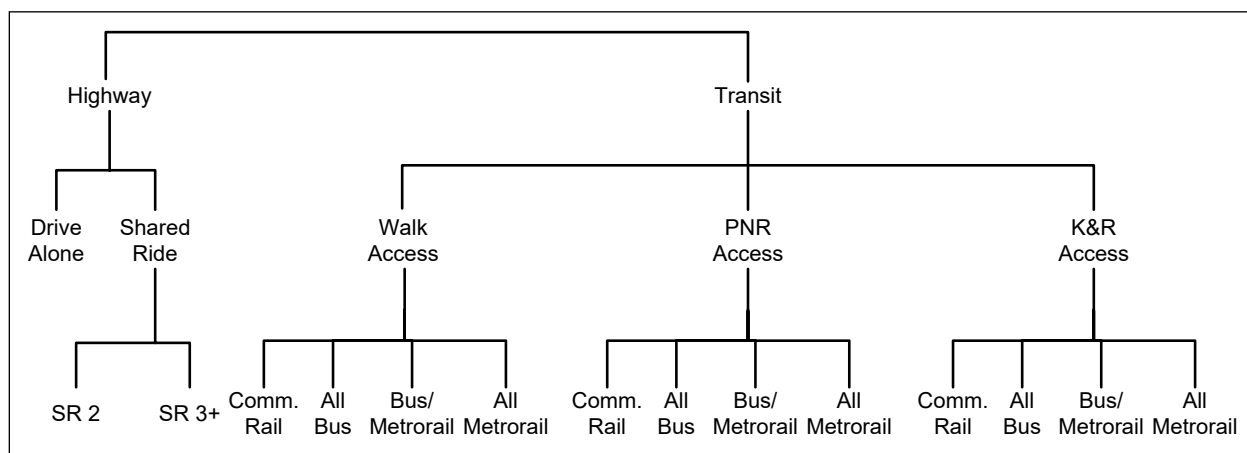 Highway
Transit
Drive
Alone
Shared
Ride
Walk
Access
PNR
Access
K&R
Access
SR 2
SR 3+
Comm.
Rail
All
Bus
Bus/
Metrorail
All
Metrorail
Comm.
Rail
All
Bus
Bus/
Metrorail
All
Metrorail
Comm.
Rail
All
Bus
Bus/
Metrorail
All
Metrorail